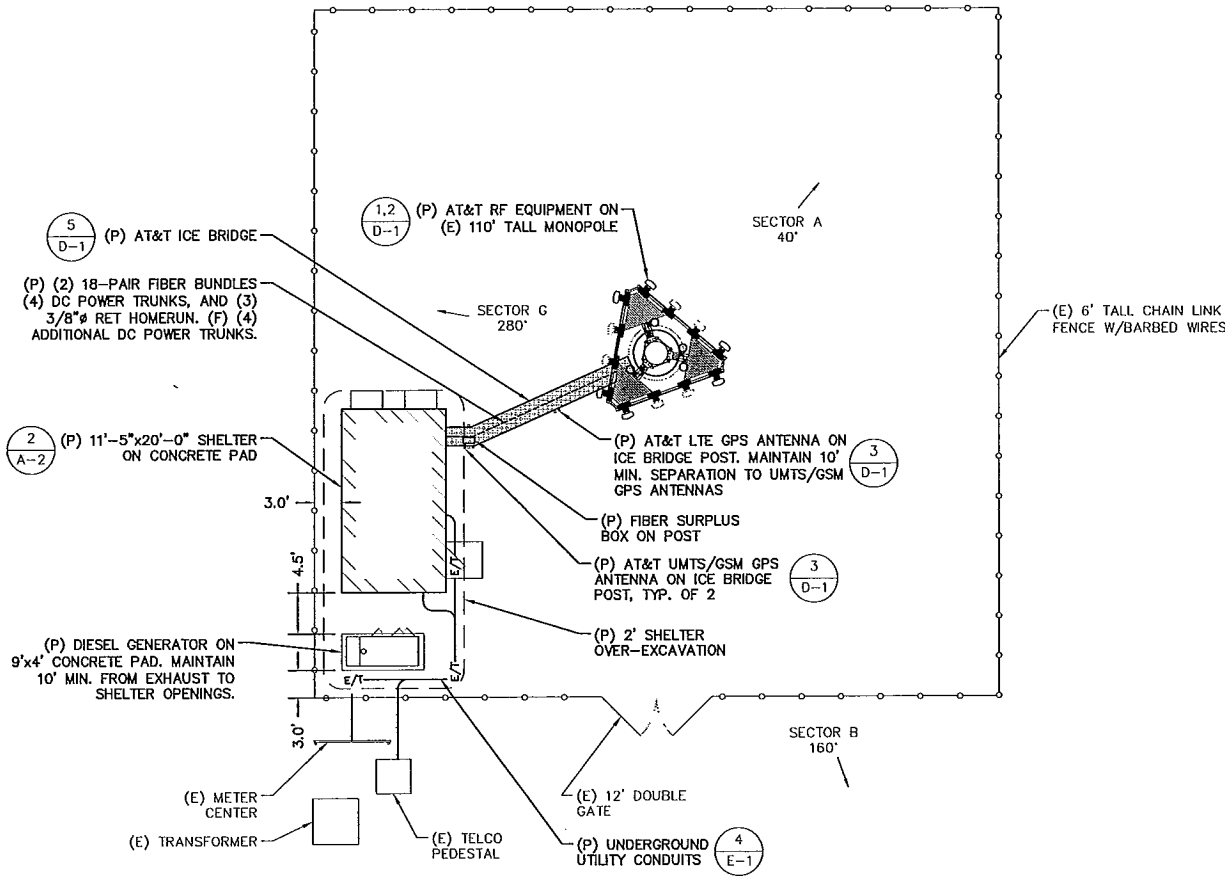 5
D-1
(P) AT&T ICE BRIDGE
(P) (2) 18-PAIR FIBER BUNDLES
(4) DC POWER TRUNKS, AND (3)
3/8"ø RET HOMERUN. (F) (4)
ADDITIONAL DC POWER TRUNKS.
1,2
D-1
(P) AT&T RF EQUIPMENT ON
(E) 110' TALL MONOPOLE
SECTOR A
40°
SECTOR G
280°
(E) 6' TALL CHAIN LINK
FENCE W/BARBED WIRES
2
A-2
(P) 11'-5"x20'-0" SHELTER
ON CONCRETE PAD
3.0'
4.5'
(P) AT&T LTE GPS ANTENNA ON
ICE BRIDGE POST. MAINTAIN 10'
MIN. SEPARATION TO UMTS/GSM
GPS ANTENNAS
3
D-1
(P) FIBER SURPLUS
BOX ON POST
E/T
(P) AT&T UMTS/GSM GPS
ANTENNA ON ICE BRIDGE
POST, TYP. OF 2
3
D-1
(P) 2' SHELTER
OVER-EXCAVATION
(P) DIESEL GENERATOR ON
9'x4' CONCRETE PAD. MAINTAIN
10' MIN. FROM EXHAUST TO
SHELTER OPENINGS.
E/T
E/T
3.0'
SECTOR B
160°
(E) METER
CENTER
(E) TRANSFORMER
(E) TELCO
PEDESTAL
(E) 12' DOUBLE
GATE
(P) UNDERGROUND
UTILITY CONDUITS
4
E-1